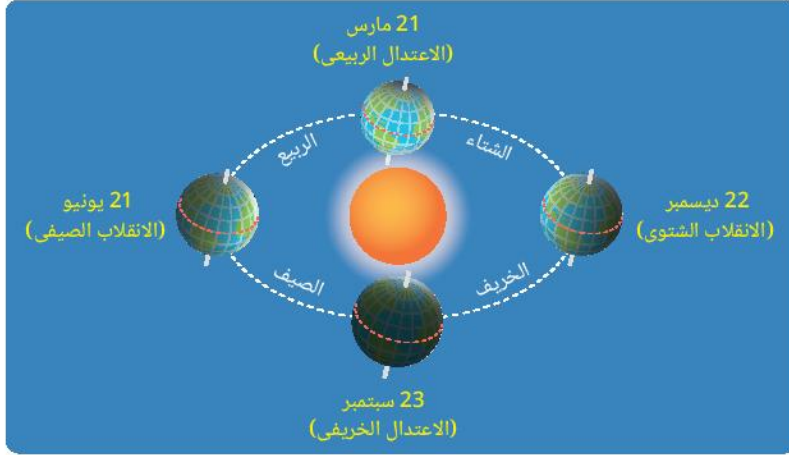 21 مارس
(الاعتدال الربيعى)
الربيع
الشتاء
21 يونيو
(الانقلاب الصيفى)
22 ديسمبر
(الانقلاب الشتوى)
الصيف
الخريف
23 سبتمبر
(الاعتدال الخريفى)